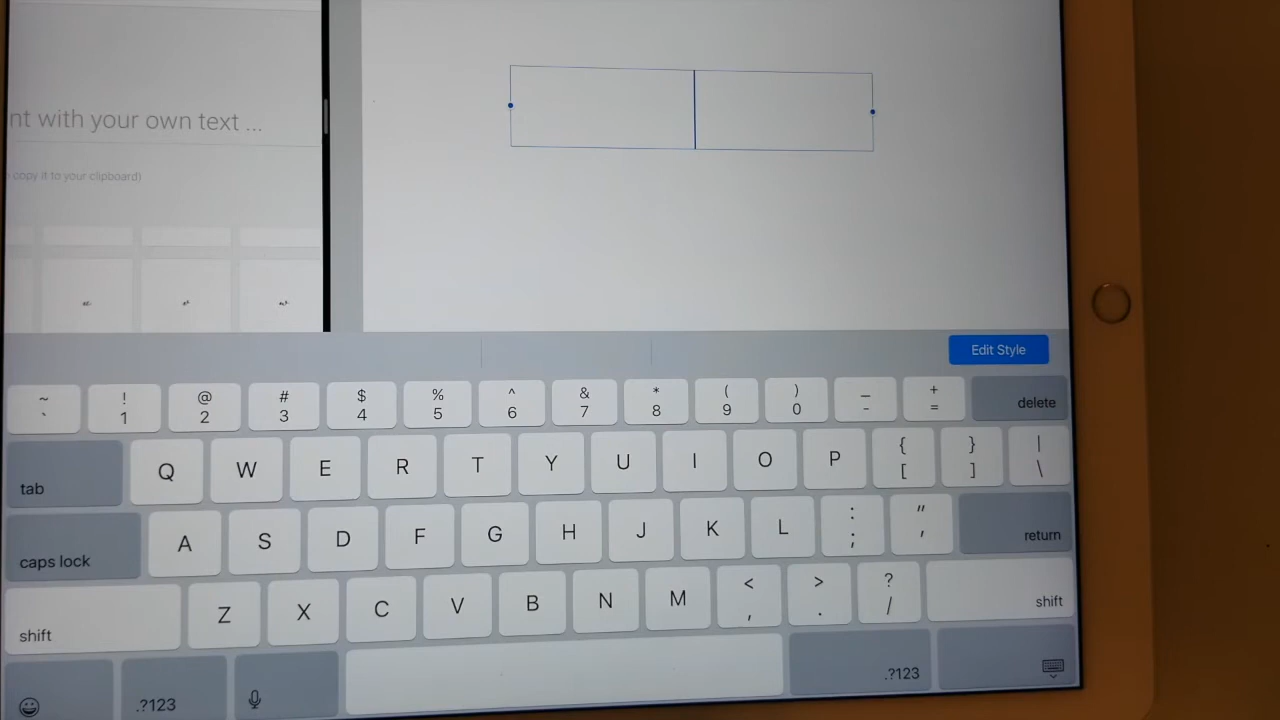 nt with your own text ...
copy it to your clipboard)
Edit Style
~ ! @ # $ % ^ & * ( ) _ +
` 1 2 3 4 5 6 7 8 9 0 - = delete
tab Q W E R T Y U I O P { [ } ] | \
caps lock A S D F G H J K L : ; " ' return
shift Z X C V B N M < , > . ? / shift
.?123 .?123